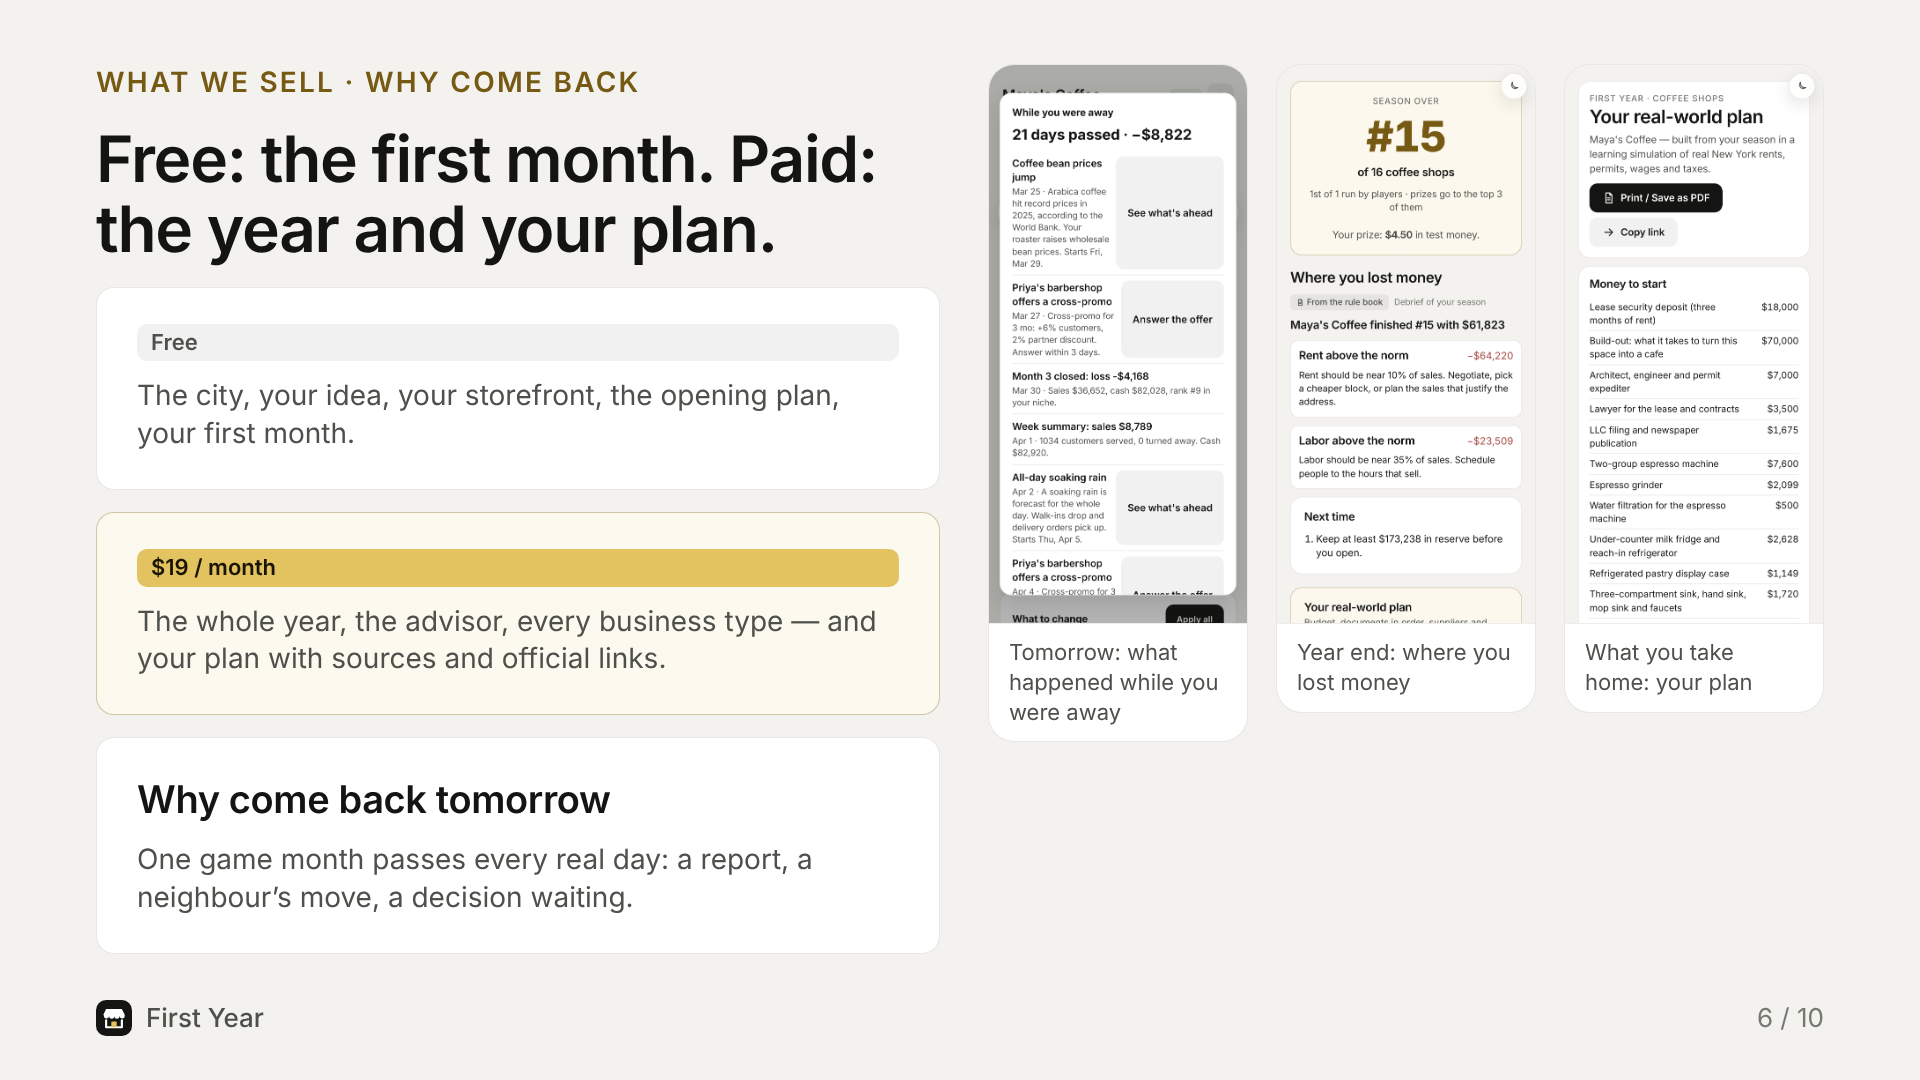 WHAT WE SELL · WHY COME BACK
Free: the first month. Paid:
the year and your plan.
Free
The city, your idea, your storefront, the opening plan,
your first month.
$19 / month
The whole year, the advisor, every business type — and
your plan with sources and official links.
Why come back tomorrow
One game month passes every real day: a report, a
neighbour’s move, a decision waiting.
While you were away
21 days passed · −$8,822
Coffee bean prices
jump
Mar 25 · Arabica coffee
hit record prices in
2025, according to the
World Bank. Your
roaster raises wholesale
bean prices. Starts Fri,
Mar 29.
See what's ahead
Priya's barbershop
offers a cross-promo
Mar 27 · Cross-promo for
3 mo: +6% customers,
2% partner discount.
Answer within 3 days.
Answer the offer
Month 3 closed: loss -$4,168
Mar 30 · Sales $36,652, cash $82,028, rank #9 in
your niche.
Week summary: sales $8,789
Apr 1 · 1034 customers served, 0 turned away. Cash
$82,920.
All-day soaking rain
Apr 2 · A soaking rain is
forecast for the whole
day. Walk-ins drop and
delivery orders pick up.
Starts Thu, Apr 5.
See what's ahead
Priya's barbershop
offers a cross-promo
Apr 4 · Cross-promo for 3
Answer the offer
What to change
Apply all
Tomorrow: what
happened while you
were away
SEASON OVER
#15
of 16 coffee shops
1st of 1 run by players · prizes go to the top 3
of them
Your prize: $4.50 in test money.
Where you lost money
From the rule book
Debrief of your season
Maya's Coffee finished #15 with $61,823
Rent above the norm −$64,220
Rent should be near 10% of sales. Negotiate, pick
a cheaper block, or plan the sales that justify the
address.
Labor above the norm −$23,509
Labor should be near 35% of sales. Schedule
people to the hours that sell.
Next time
1. Keep at least $173,238 in reserve before
you open.
Your real-world plan
Budget, documents in order, suppliers and
Year end: where you
lost money
FIRST YEAR · COFFEE SHOPS
Your real-world plan
Maya's Coffee — built from your season in a
learning simulation of real New York rents,
permits, wages and taxes.
Print / Save as PDF
Copy link
Money to start
Lease security deposit (three
months of rent) $18,000
Build-out: what it takes to turn this
space into a cafe $70,000
Architect, engineer and permit
expediter $7,000
Lawyer for the lease and contracts $3,500
LLC filing and newspaper
publication $1,675
Two-group espresso machine $7,600
Espresso grinder $2,099
Water filtration for the espresso
machine $500
Under-counter milk fridge and
reach-in refrigerator $2,628
Refrigerated pastry display case $1,149
Three-compartment sink, hand sink,
mop sink and faucets $1,720
What you take
home: your plan
First Year
6 / 10